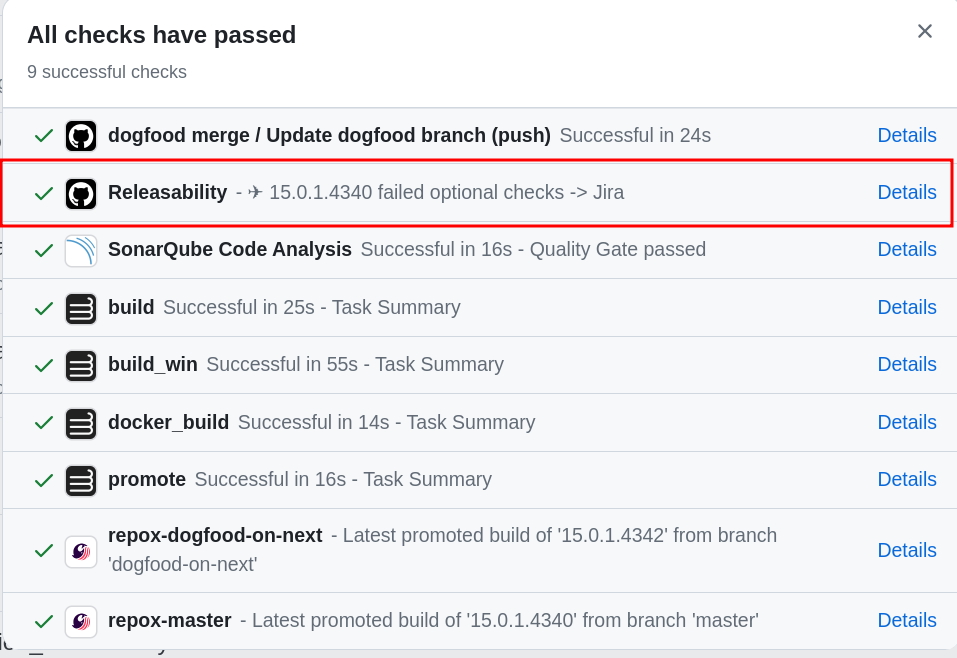 All checks have passed
9 successful checks
dogfood merge / Update dogfood branch (push) Successful in 24s Details
Releasability - ✈ 15.0.1.4340 failed optional checks -> Jira Details
SonarQube Code Analysis Successful in 16s - Quality Gate passed Details
build Successful in 25s - Task Summary Details
build_win Successful in 55s - Task Summary Details
docker_build Successful in 14s - Task Summary Details
promote Successful in 16s - Task Summary Details
repox-dogfood-on-next - Latest promoted build of '15.0.1.4342' from branch
'dogfood-on-next' Details
repox-master - Latest promoted build of '15.0.1.4340' from branch 'master' Details